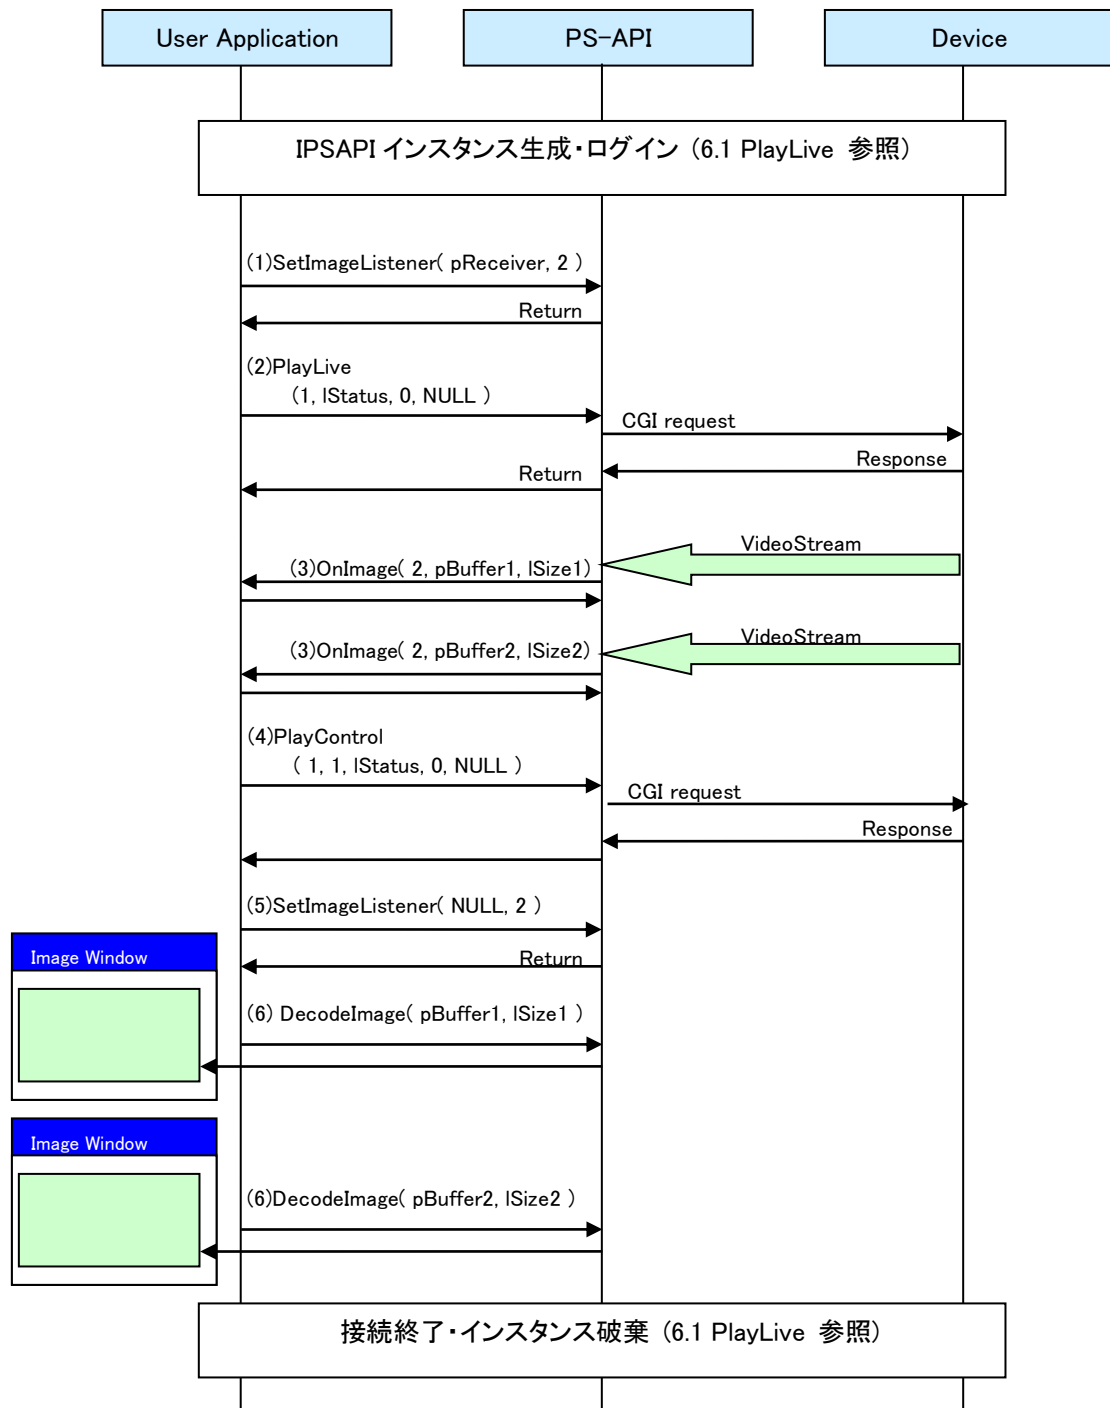 User Application
PS-API
Device
IPSAPI インスタンス生成・ログイン (6.1 PlayLive 参照)
(1)SetImageListener( pReceiver, 2 )
Return
(2)PlayLive
(1, lStatus, 0, NULL )
CGI request
Response
Return
VideoStream
(3)OnImage( 2, pBuffer1, lSize1)
VideoStream
(3)OnImage( 2, pBuffer2, lSize2)
(4)PlayControl
( 1, 1, lStatus, 0, NULL )
CGI request
Response
(5)SetImageListener( NULL, 2 )
Image Window
Return
(6) DecodeImage( pBuffer1, lSize1 )
Image Window
(6)DecodeImage( pBuffer2, lSize2 )
接続終了・インスタンス破棄 (6.1 PlayLive 参照)